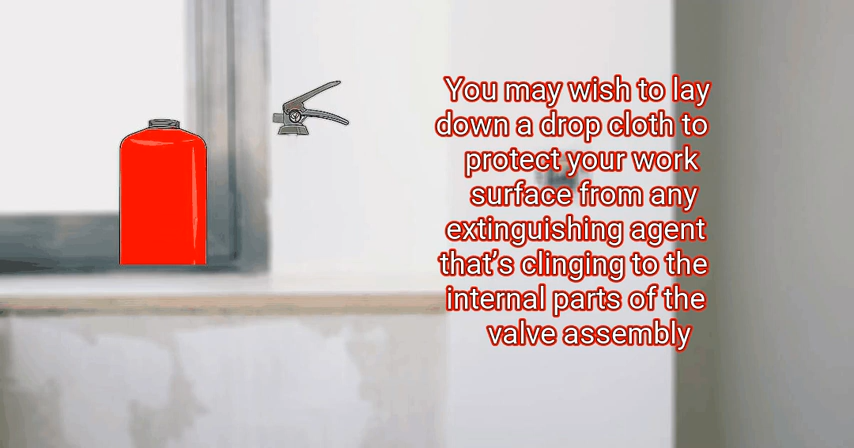 You may wish to lay
down a drop cloth to
protect your work
surface from any
extinguishing agent
that’s clinging to the
internal parts of the
valve assembly